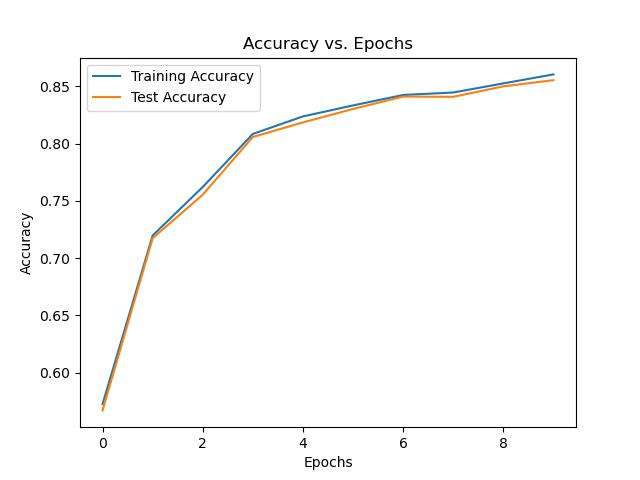 Accuracy vs. Epochs
Training Accuracy
Test Accuracy
0.85
0.80
0.75
0.70
0.65
0.60
Accuracy
0 2 4 6 8
Epochs